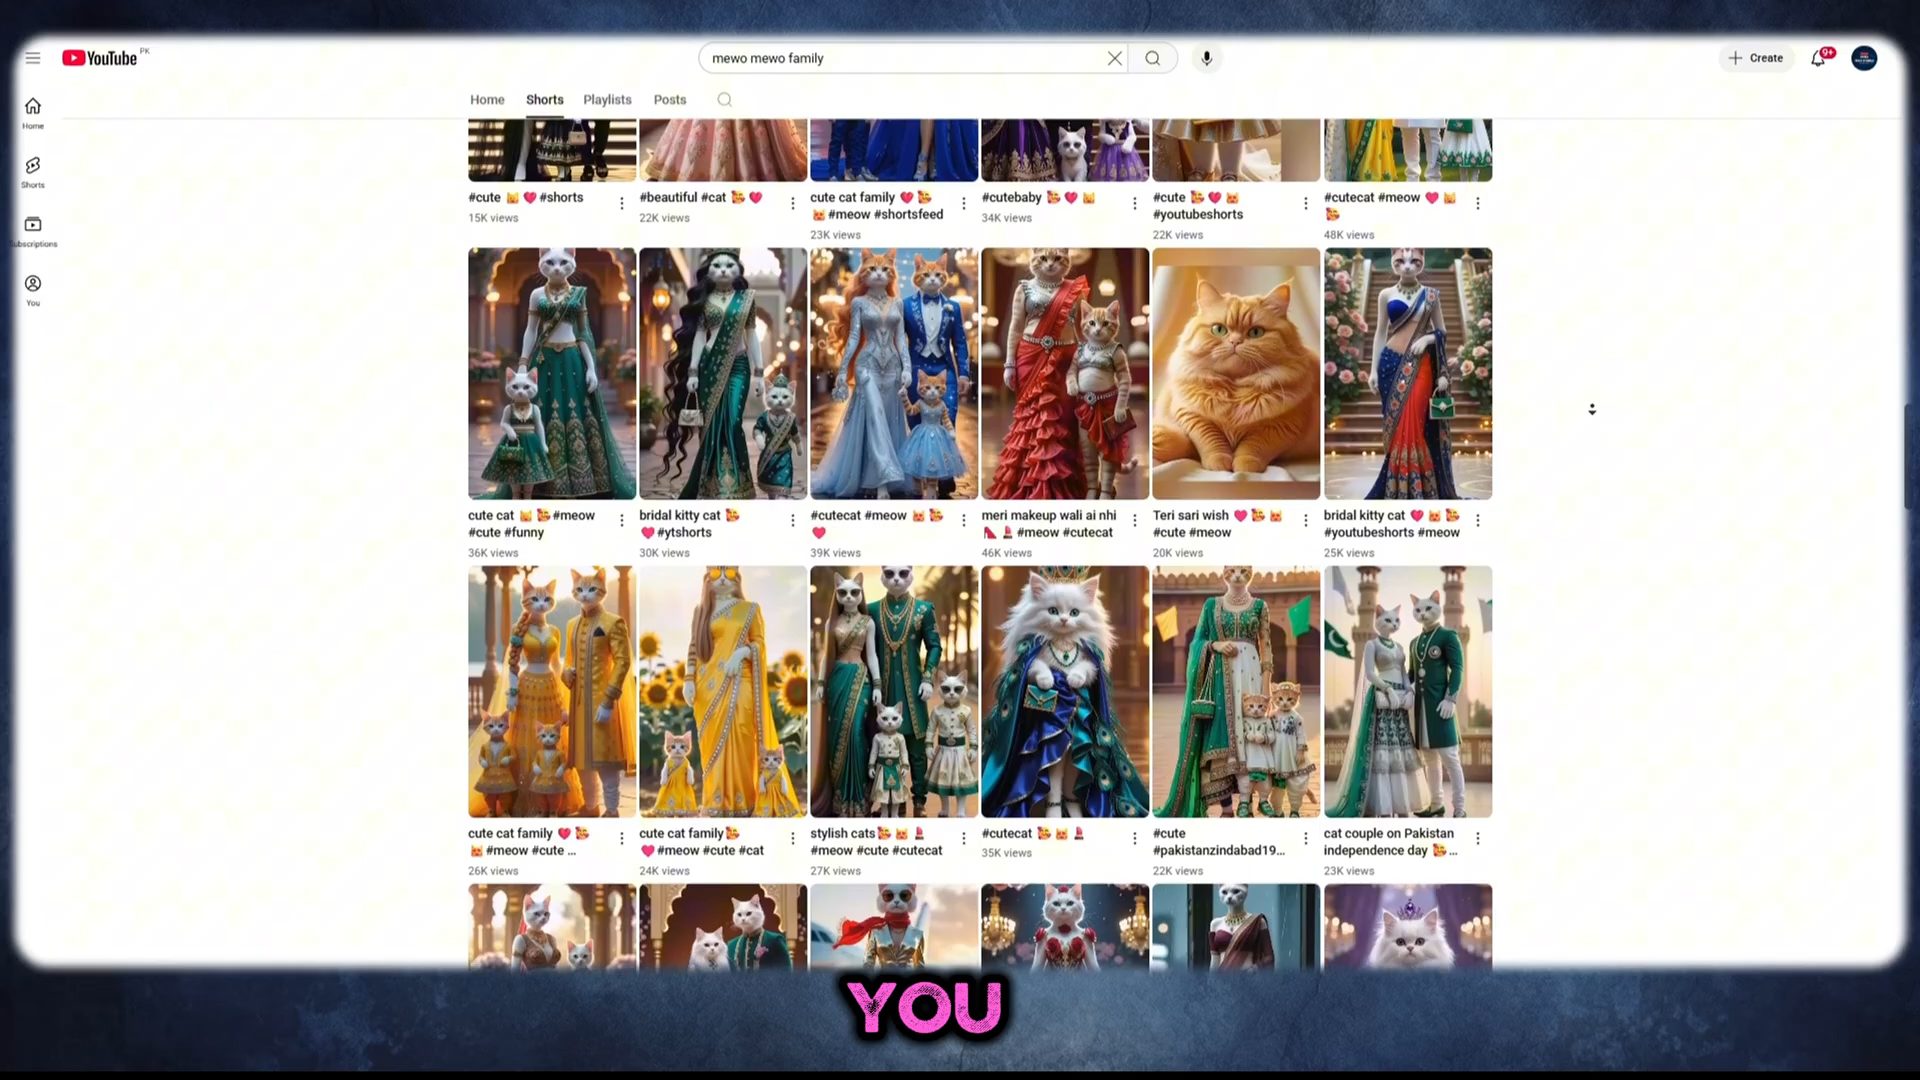 YouTube PK
mewo mewo family
Create
9+
Home
Shorts
Playlists
Posts
Home
Shorts
Subscriptions
You
#cute 😻 ❤️ #shorts
15K views
#beautiful #cat 🥰 ❤️
22K views
cute cat family ❤️ 🥰
😻 #meow #shortsfeed
23K views
#cutebaby 🥰 ❤️ 😻
34K views
#cute 🥰 ❤️ 😻
#youtubeshorts
22K views
#cutecat #meow ❤️ 😻
🥰
48K views
cute cat 😻 🥰 #meow
#cute #funny
36K views
bridal kitty cat 🥰
❤️ #ytshorts
30K views
#cutecat #meow 😻 🥰
❤️
39K views
meri makeup wali ai nhi
👠 💄 #meow #cutecat
46K views
Teri sari wish ❤️ 🥰 😻
#cute #meow
20K views
bridal kitty cat ❤️ 😻 🥰
#youtubeshorts #meow
25K views
cute cat family ❤️ 🥰
😻 #meow #cute ...
26K views
cute cat family🥰
❤️ #meow #cute #cat
24K views
stylish cats🥰 😻 💄
#meow #cute #cutecat
27K views
#cutecat 🥰 😻 💄
35K views
#cute
#pakistanzindabad19...
22K views
cat couple on Pakistan
independence day 🥰 ...
23K views
YOU